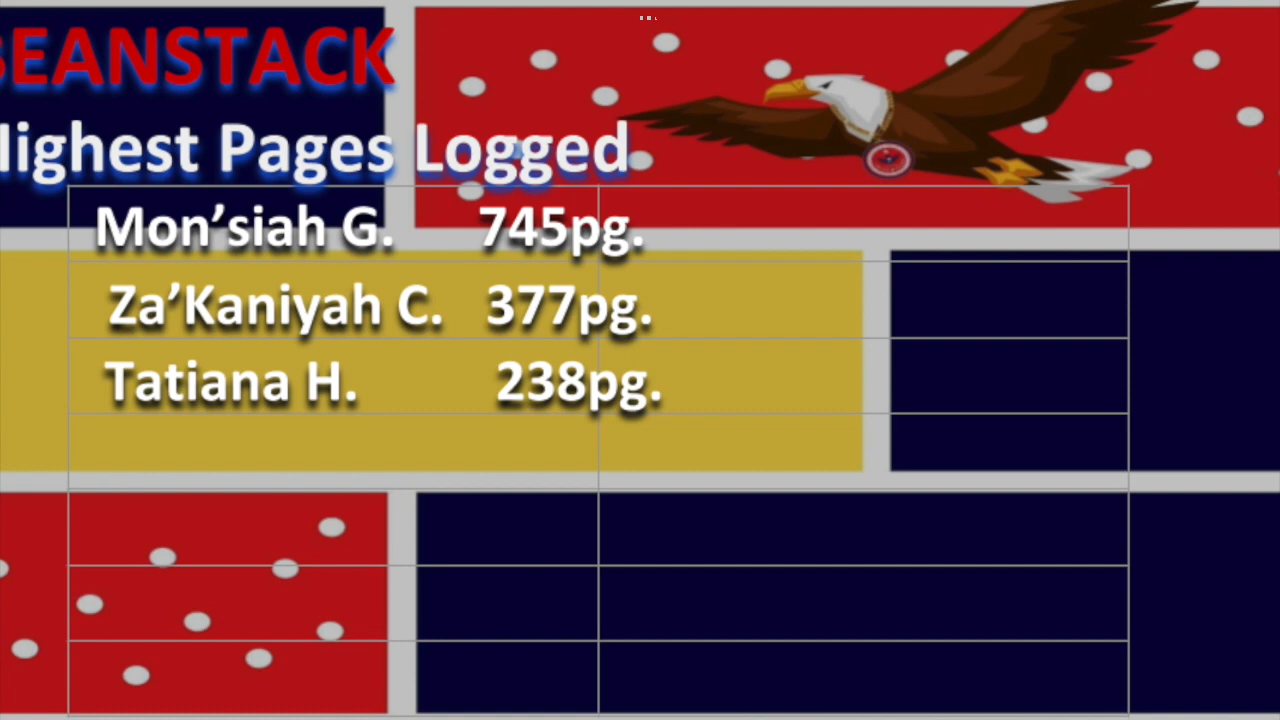 BEANSTACK
Highest Pages Logged
Mon’siah G. 745pg.
Za’Kaniyah C. 377pg.
Tatiana H. 238pg.